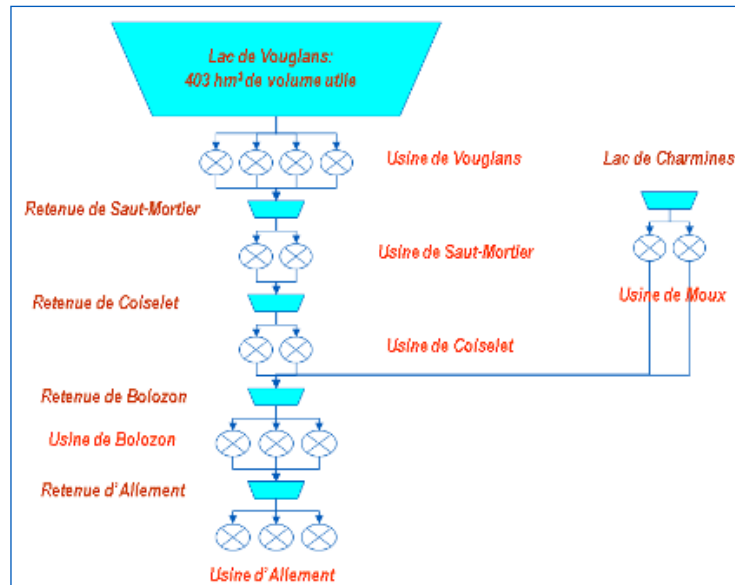 Lac de Vouglans:
403 hm³ de volume utile
Usine de Vouglans
Lac de Charmines
Retenue de Saut-Mortier
Usine de Saut-Mortier
Usine de Moux
Retenue de Coiselet
Usine de Coiselet
Retenue de Bolozon
Usine de Bolozon
Retenue d'Allement
Usine d'Allement